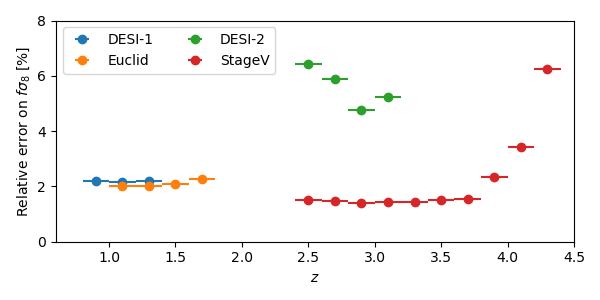 Relative error on fσ₈ [%]
8
6
4
2
0
DESI-1
Euclid
DESI-2
StageV
1.0 1.5 2.0 2.5 3.0 3.5 4.0 4.5
z